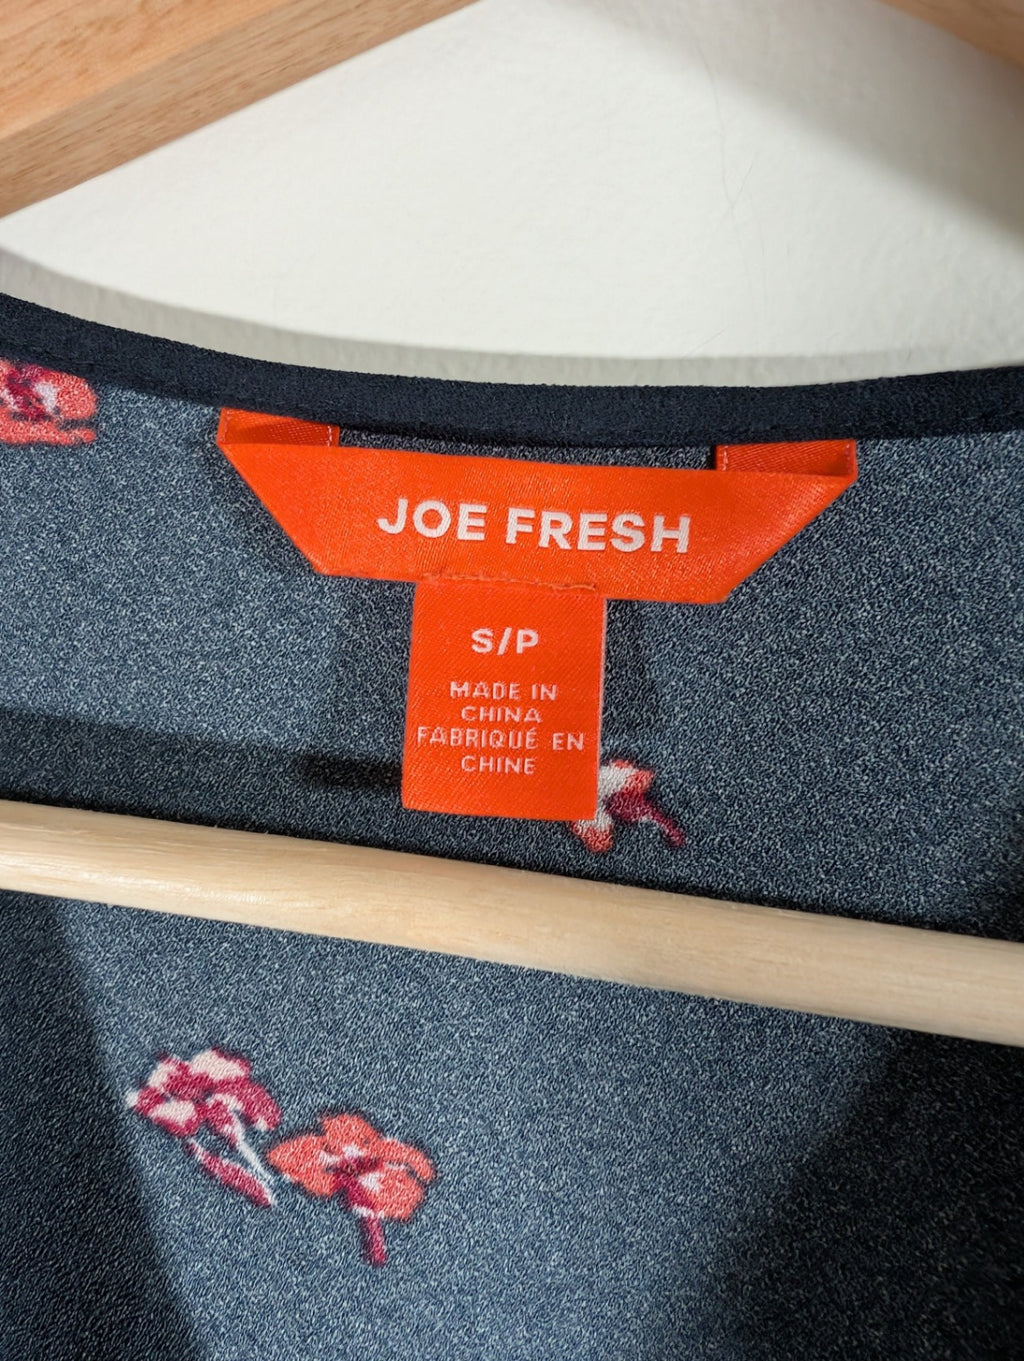 JOE FRESH
S/P
MADE IN
CHINA
FABRIQUÉ EN
CHINE